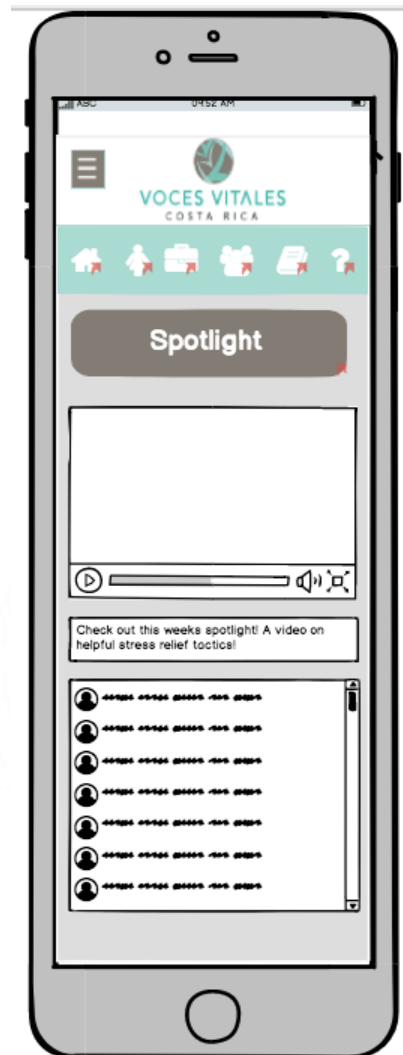 ABC 09:52 AM
VOCES VITALES
COSTA RICA
Spotlight
Check out this weeks spotlight! A video on
helpful stress relief tactics!